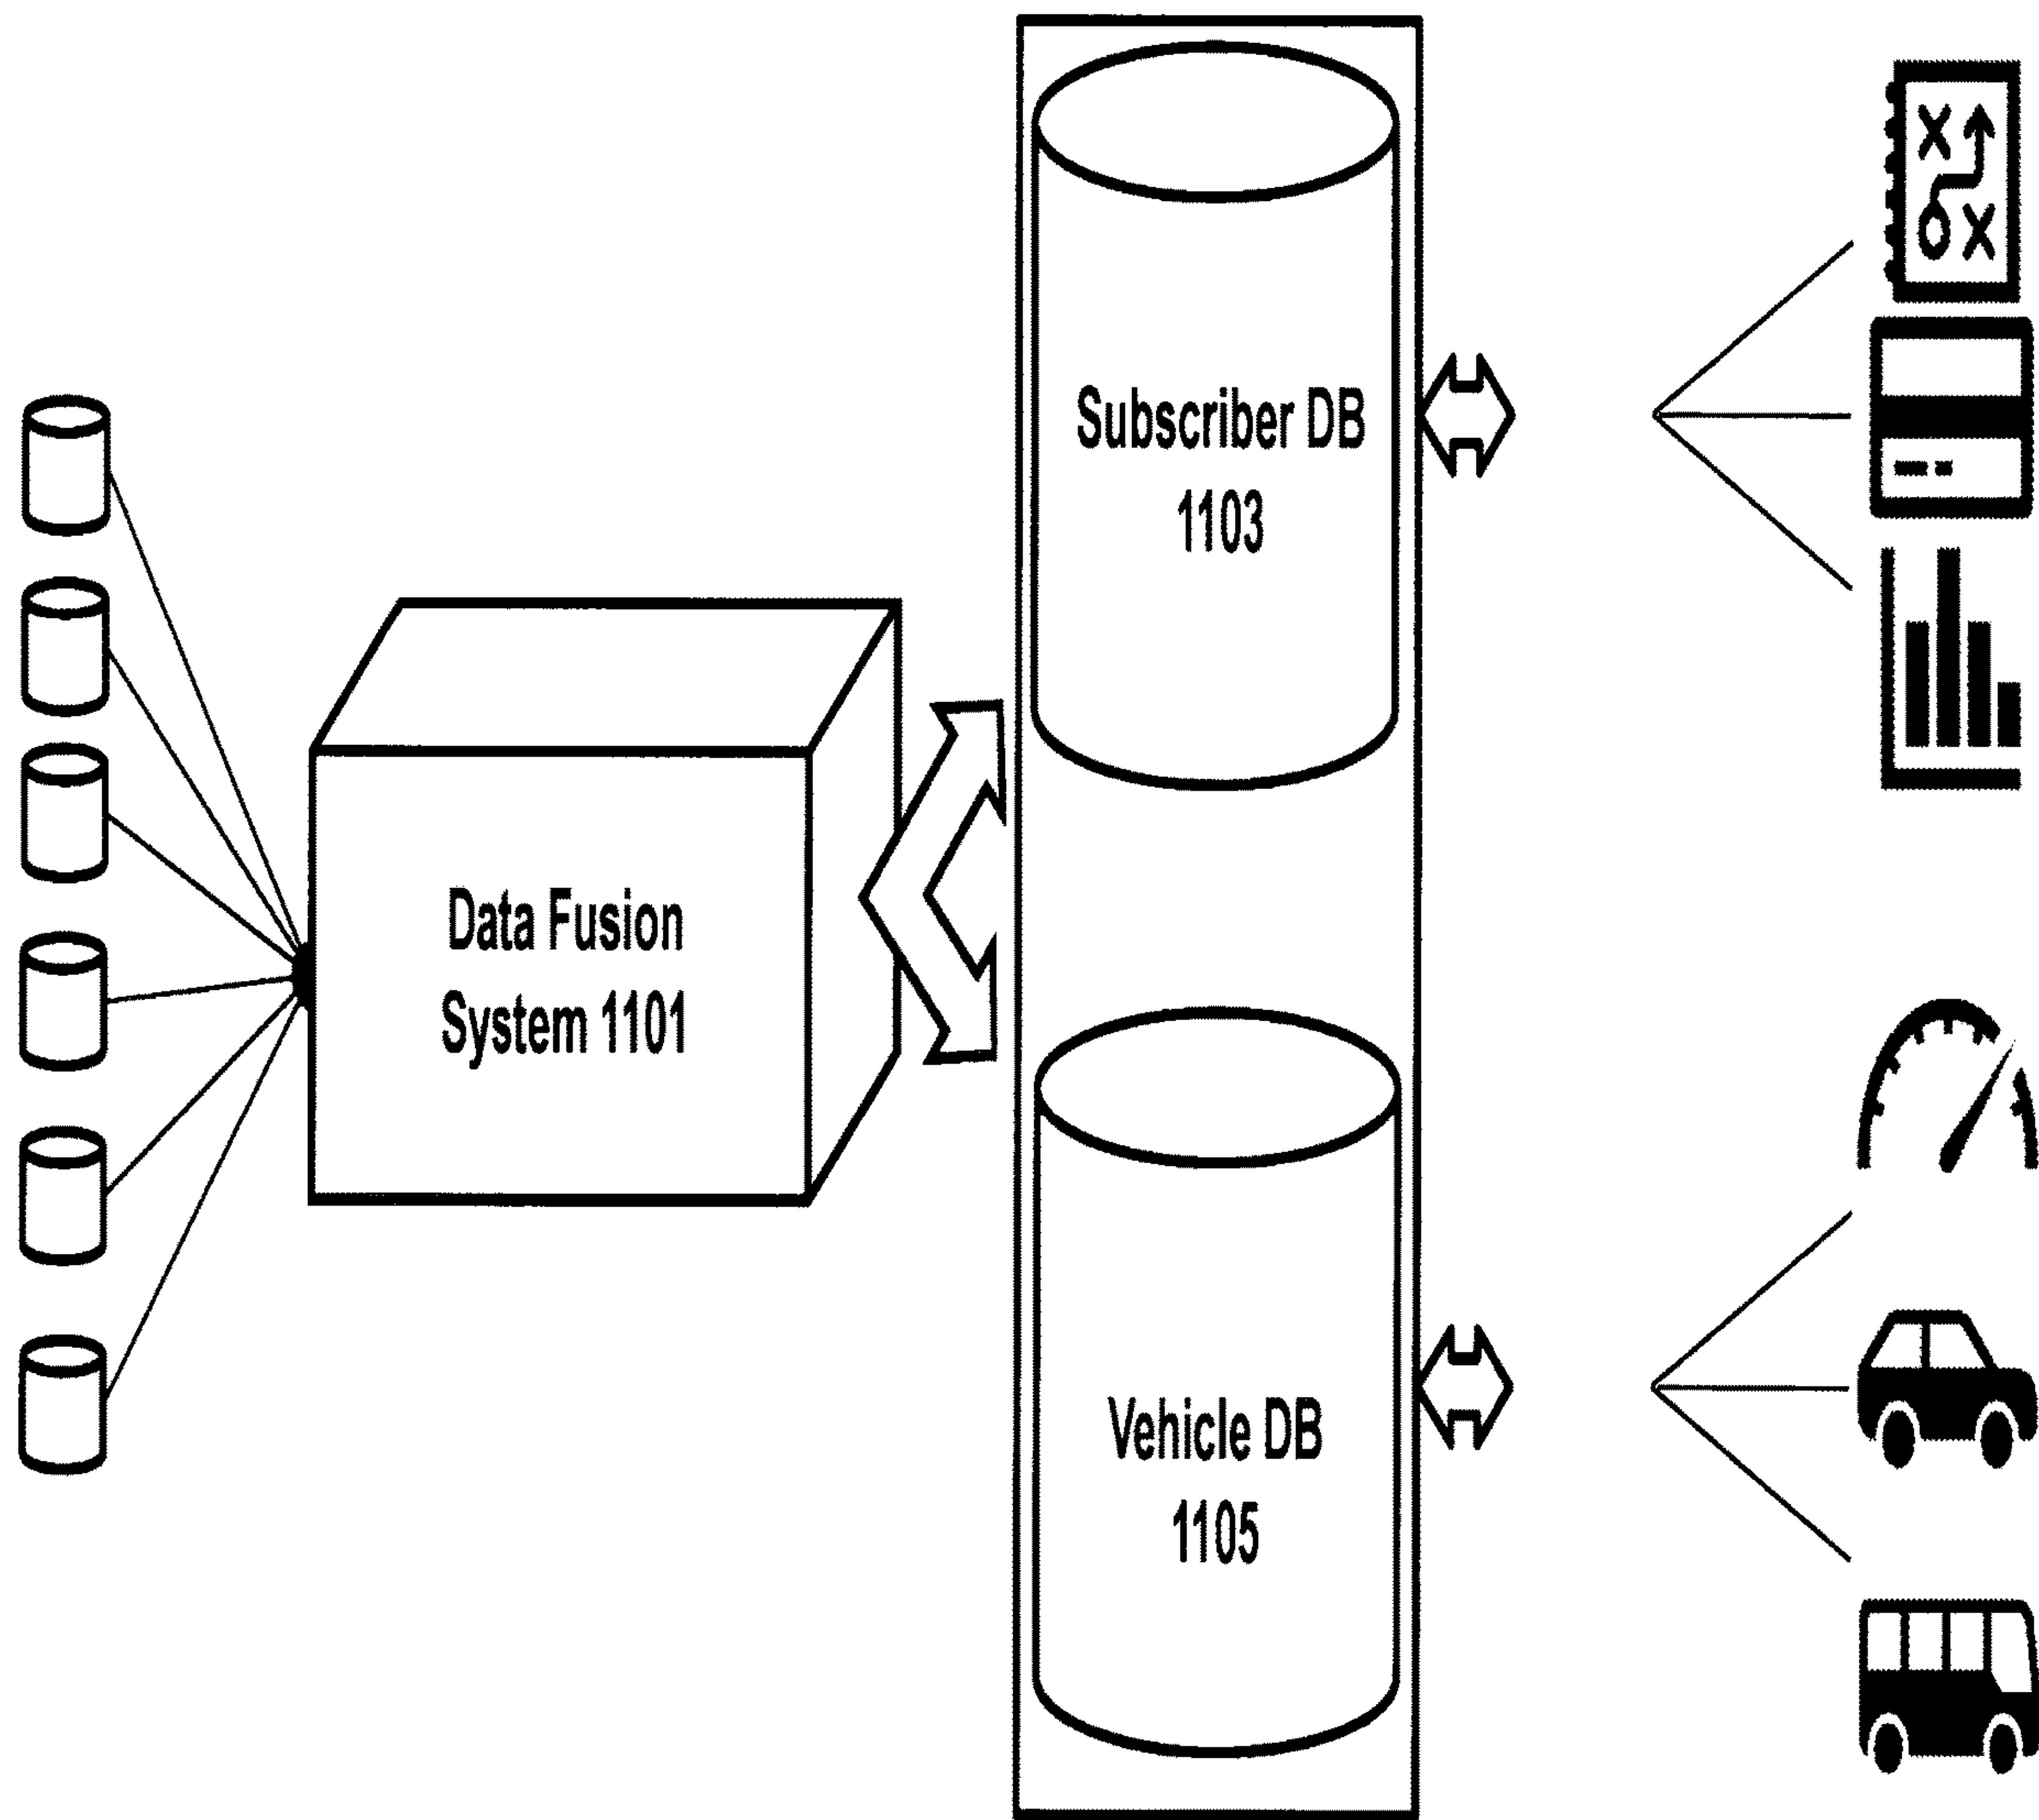 Subscriber DB
1103
Data Fusion
System 1101
Vehicle DB
1105